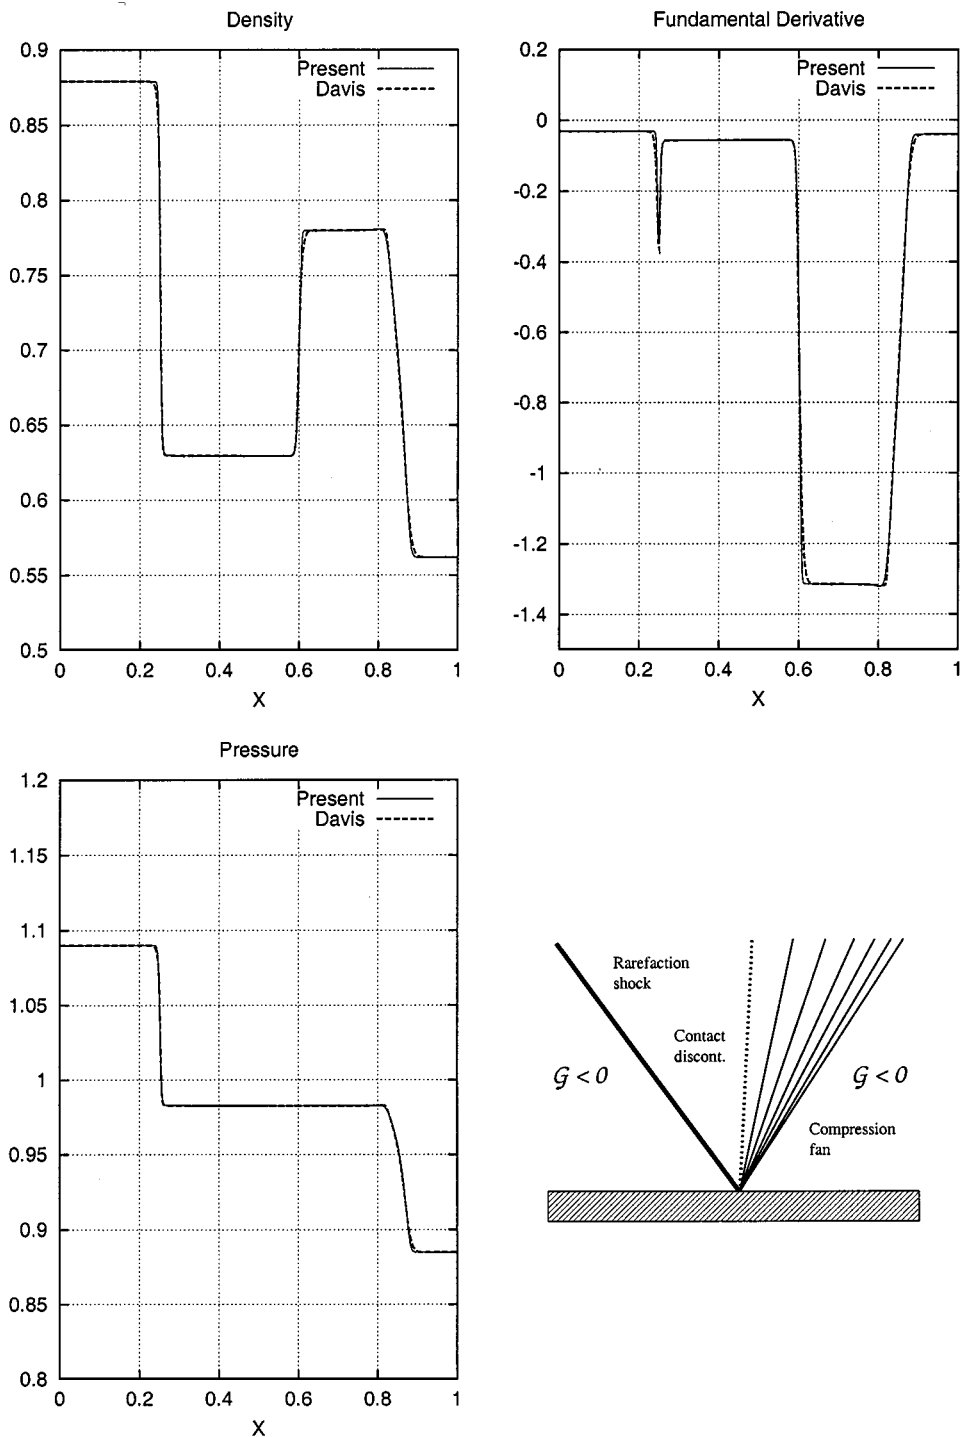 Density
0.9
0.85
0.8
0.75
0.7
0.65
0.6
0.55
0.5
0 0.2 0.4 0.6 0.8 1
X
Present
Davis
Fundamental Derivative
0.2
0
-0.2
-0.4
-0.6
-0.8
-1
-1.2
-1.4
0 0.2 0.4 0.6 0.8 1
X
Present
Davis
Pressure
1.2
1.15
1.1
1.05
1
0.95
0.9
0.85
0.8
0 0.2 0.4 0.6 0.8 1
X
Present
Davis
Rarefaction
shock
Contact
discont.
G < 0
G < 0
Compression
fan